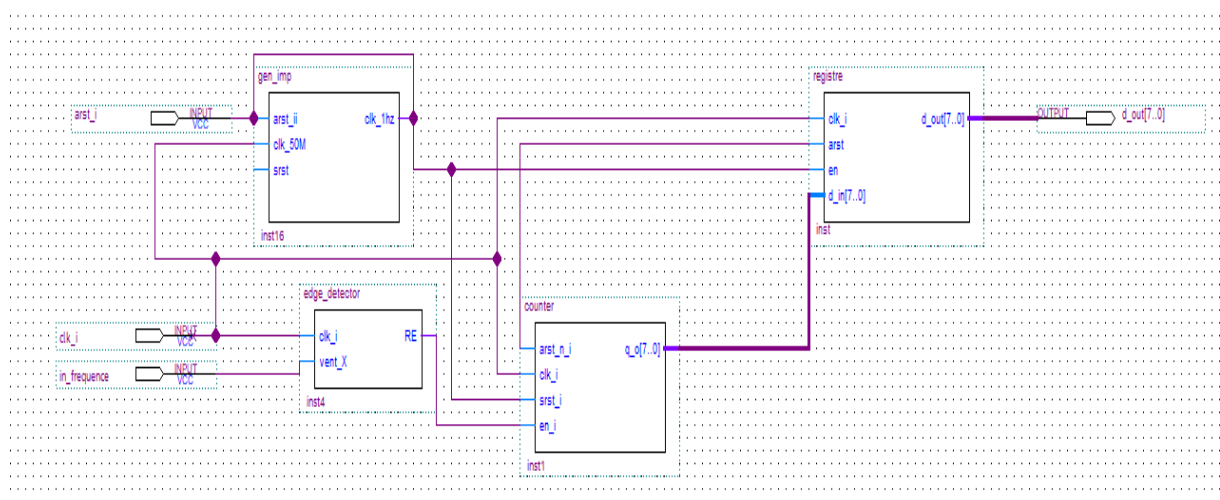 gen_imp
arst_i
INPUT
VCC
arst_ii
clk_1hz
clk_50M
srst
inst16
registre
clk_i
d_out[7..0]
arst
en
d_in[7..0]
inst
OUTPUT
d_out[7..0]
edge_detector
clk_i
INPUT
VCC
clk_i
RE
vent_X
inst4
in_frequence
INPUT
VCC
counter
arst_n_i
q_o[7..0]
clk_i
srst_i
en_i
inst1